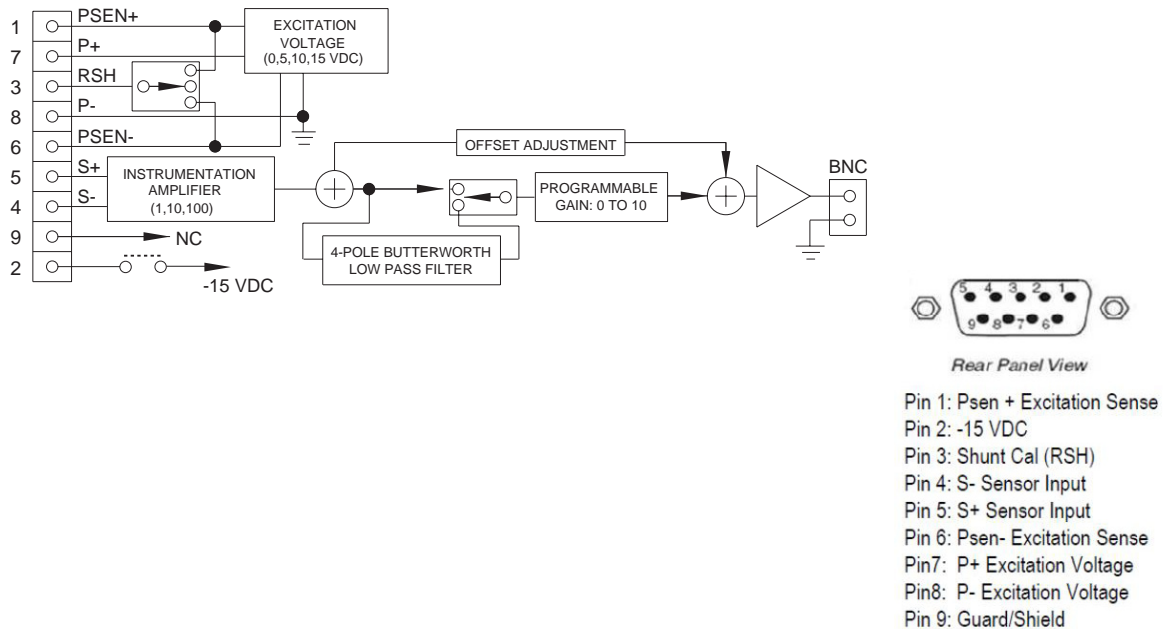 1 PSEN+
7 P+
3 RSH
8 P-
6 PSEN-
5 S+
4 S-
9 NC
2 -15 VDC
EXCITATION
VOLTAGE
(0,5,10,15 VDC)
INSTRUMENTATION
AMPLIFIER
(1,10,100)
OFFSET ADJUSTMENT
4-POLE BUTTERWORTH
LOW PASS FILTER
PROGRAMMABLE
GAIN: 0 TO 10
BNC
5 4 3 2 1
9 8 7 6
Rear Panel View
Pin 1: Psen + Excitation Sense
Pin 2: -15 VDC
Pin 3: Shunt Cal (RSH)
Pin 4: S- Sensor Input
Pin 5: S+ Sensor Input
Pin 6: Psen- Excitation Sense
Pin7: P+ Excitation Voltage
Pin8: P- Excitation Voltage
Pin 9: Guard/Shield